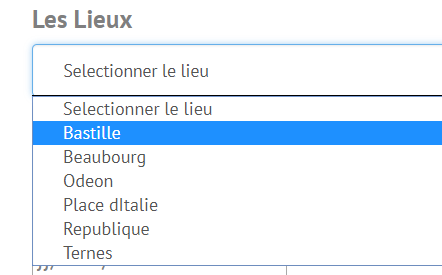 Les Lieux
Selectionner le lieu
Selectionner le lieu
Bastille
Beaubourg
Odeon
Place dItalie
Republique
Ternes